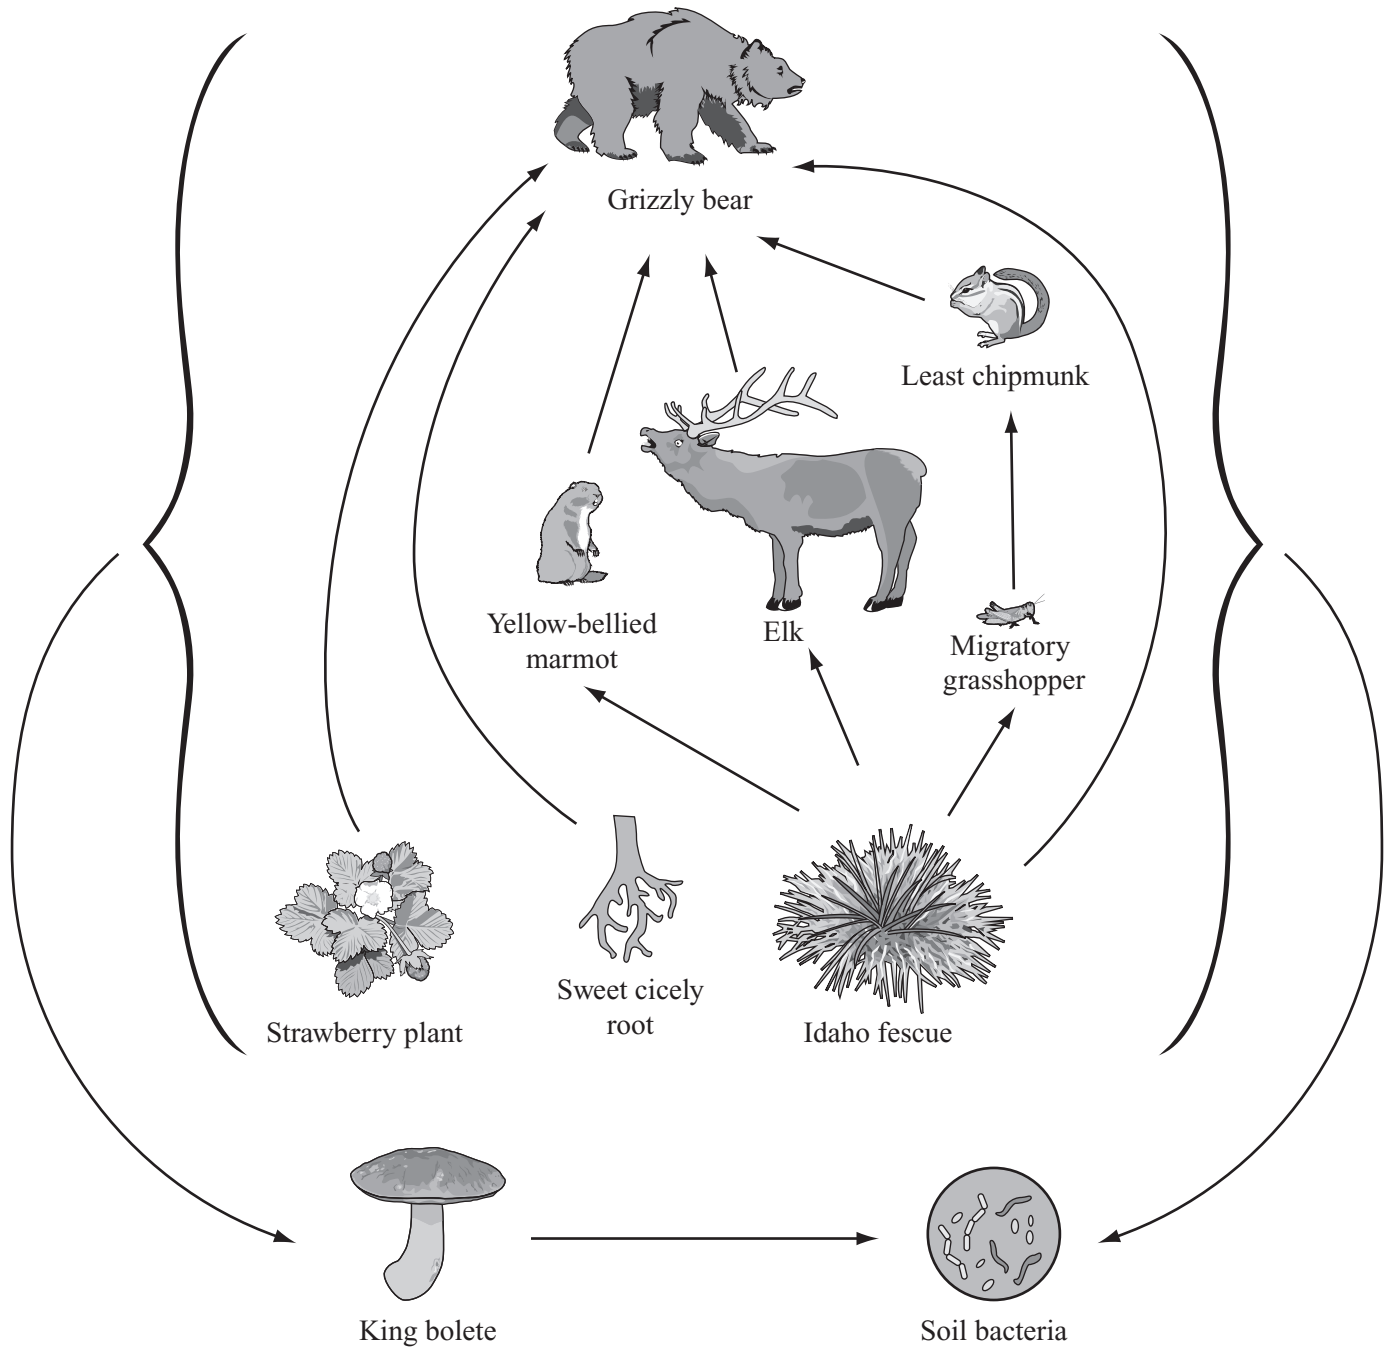 Grizzly bear
Least chipmunk
Yellow-bellied
marmot
Elk
Migratory
grasshopper
Strawberry plant
Sweet cicely
root
Idaho fescue
King bolete
Soil bacteria